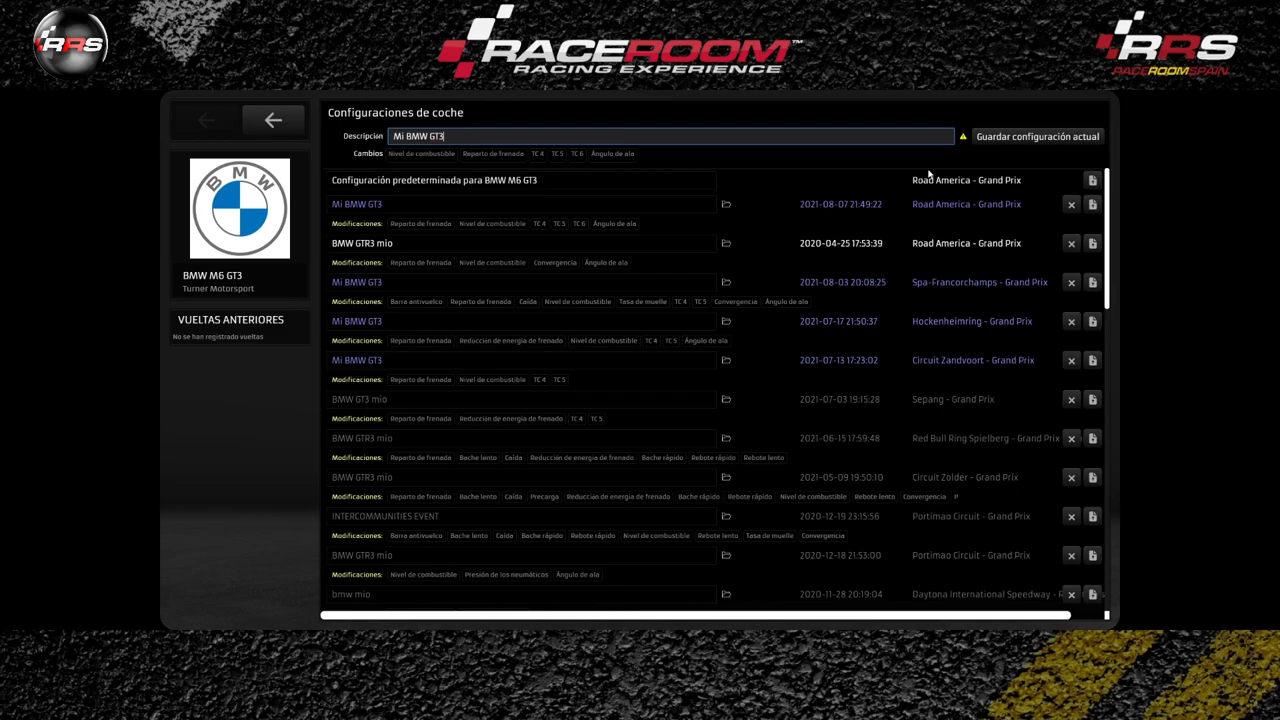 RRS
RACEROOM™
RACING EXPERIENCE
RRS
RACEROOMSPAIN
BMW
BMW M6 GT3
Turner Motorsport
VUELTAS ANTERIORES
No se han registrado vueltas
Configuraciones de coche
Descripción Mi BMW GT3 Guardar configuración actual
Cambios Nivel de combustible Reparto de frenada TC 4 TC 5 TC 6 Ángulo de ala
Configuración predeterminada para BMW M6 GT3 Road America - Grand Prix
Mi BMW GT3 2021-08-07 21:49:22 Road America - Grand Prix
Modificaciones: Reparto de frenada Nivel de combustible TC 4 TC 5 TC 6 Ángulo de ala
BMW GTR3 mio 2020-04-25 17:53:39 Road America - Grand Prix
Modificaciones: Reparto de frenada Nivel de combustible Convergencia Ángulo de ala
Mi BMW GT3 2021-08-03 20:08:25 Spa-Francorchamps - Grand Prix
Modificaciones: Barra antivuelco Reparto de frenada Caída Nivel de combustible Tasa de muelle TC 4 TC 5 Convergencia Ángulo de ala
Mi BMW GT3 2021-07-17 21:50:37 Hockenheimring - Grand Prix
Modificaciones: Reparto de frenada Reducción de energía de frenado Nivel de combustible TC 4 TC 5 Ángulo de ala
Mi BMW GT3 2021-07-13 17:23:02 Circuit Zandvoort - Grand Prix
Modificaciones: Reparto de frenada Nivel de combustible TC 4 TC 5
BMW GT3 mio 2021-07-03 19:15:28 Sepang - Grand Prix
Modificaciones: Reparto de frenada Reducción de energía de frenado TC 4 TC 5
BMW GTR3 mio 2021-06-15 17:59:48 Red Bull Ring Spielberg - Grand Prix
Modificaciones: Reparto de frenada Bache lento Caída Reducción de energía de frenado Bache rápido Rebote rápido Rebote lento
BMW GTR3 mio 2021-05-09 19:50:10 Circuit Zolder - Grand Prix
Modificaciones: Reparto de frenada Bache lento Caída Precarga Reducción de energía de frenado Bache rápido Rebote rápido Nivel de combustible Rebote lento Convergencia P
INTERCOMMUNITIES EVENT 2020-12-19 23:15:56 Portimao Circuit - Grand Prix
Modificaciones: Barra antivuelco Bache lento Caída Bache rápido Rebote rápido Nivel de combustible Rebote lento Tasa de muelle Convergencia
BMW GTR3 mio 2020-12-18 21:53:00 Portimao Circuit - Grand Prix
Modificaciones: Nivel de combustible Presión de los neumáticos Ángulo de ala
bmw mio 2020-11-28 20:19:04 Daytona International Speedway - R